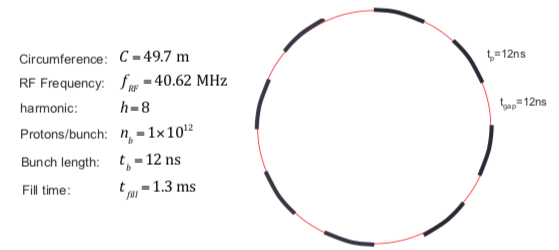 Circumference: C = 49.7 m
RF Frequency: f_RF = 40.62 MHz
harmonic: h = 8
Protons/bunch: n_b = 1×10^12
Bunch length: t_b = 12 ns
Fill time: t_fill = 1.3 ms
t_p=12ns
t_gap=12ns